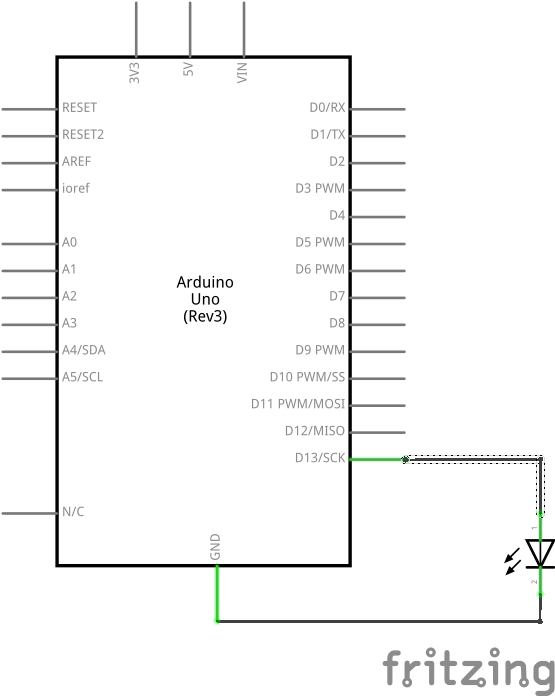 3V3
5V
VIN
RESET
D0/RX
RESET2
D1/TX
AREF
D2
ioref
D3 PWM
D4
A0
D5 PWM
A1
D6 PWM
A2
D7
Arduino
Uno
(Rev3)
A3
D8
A4/SDA
D9 PWM
A5/SCL
D10 PWM/SS
D11 PWM/MOSI
D12/MISO
D13/SCK
N/C
GND
1
2
fritzing